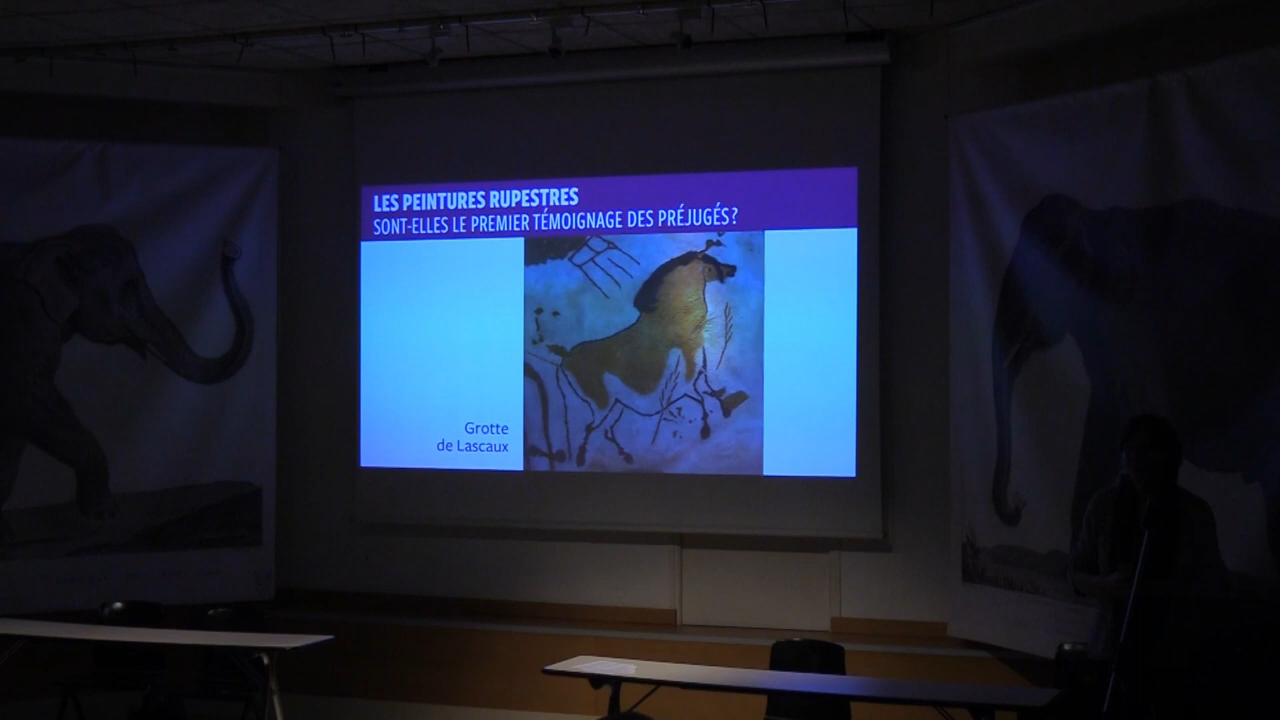 LES PEINTURES RUPESTRES
SONT-ELLES LE PREMIER TÉMOIGNAGE DES PRÉJUGÉS ?
Grotte
de Lascaux